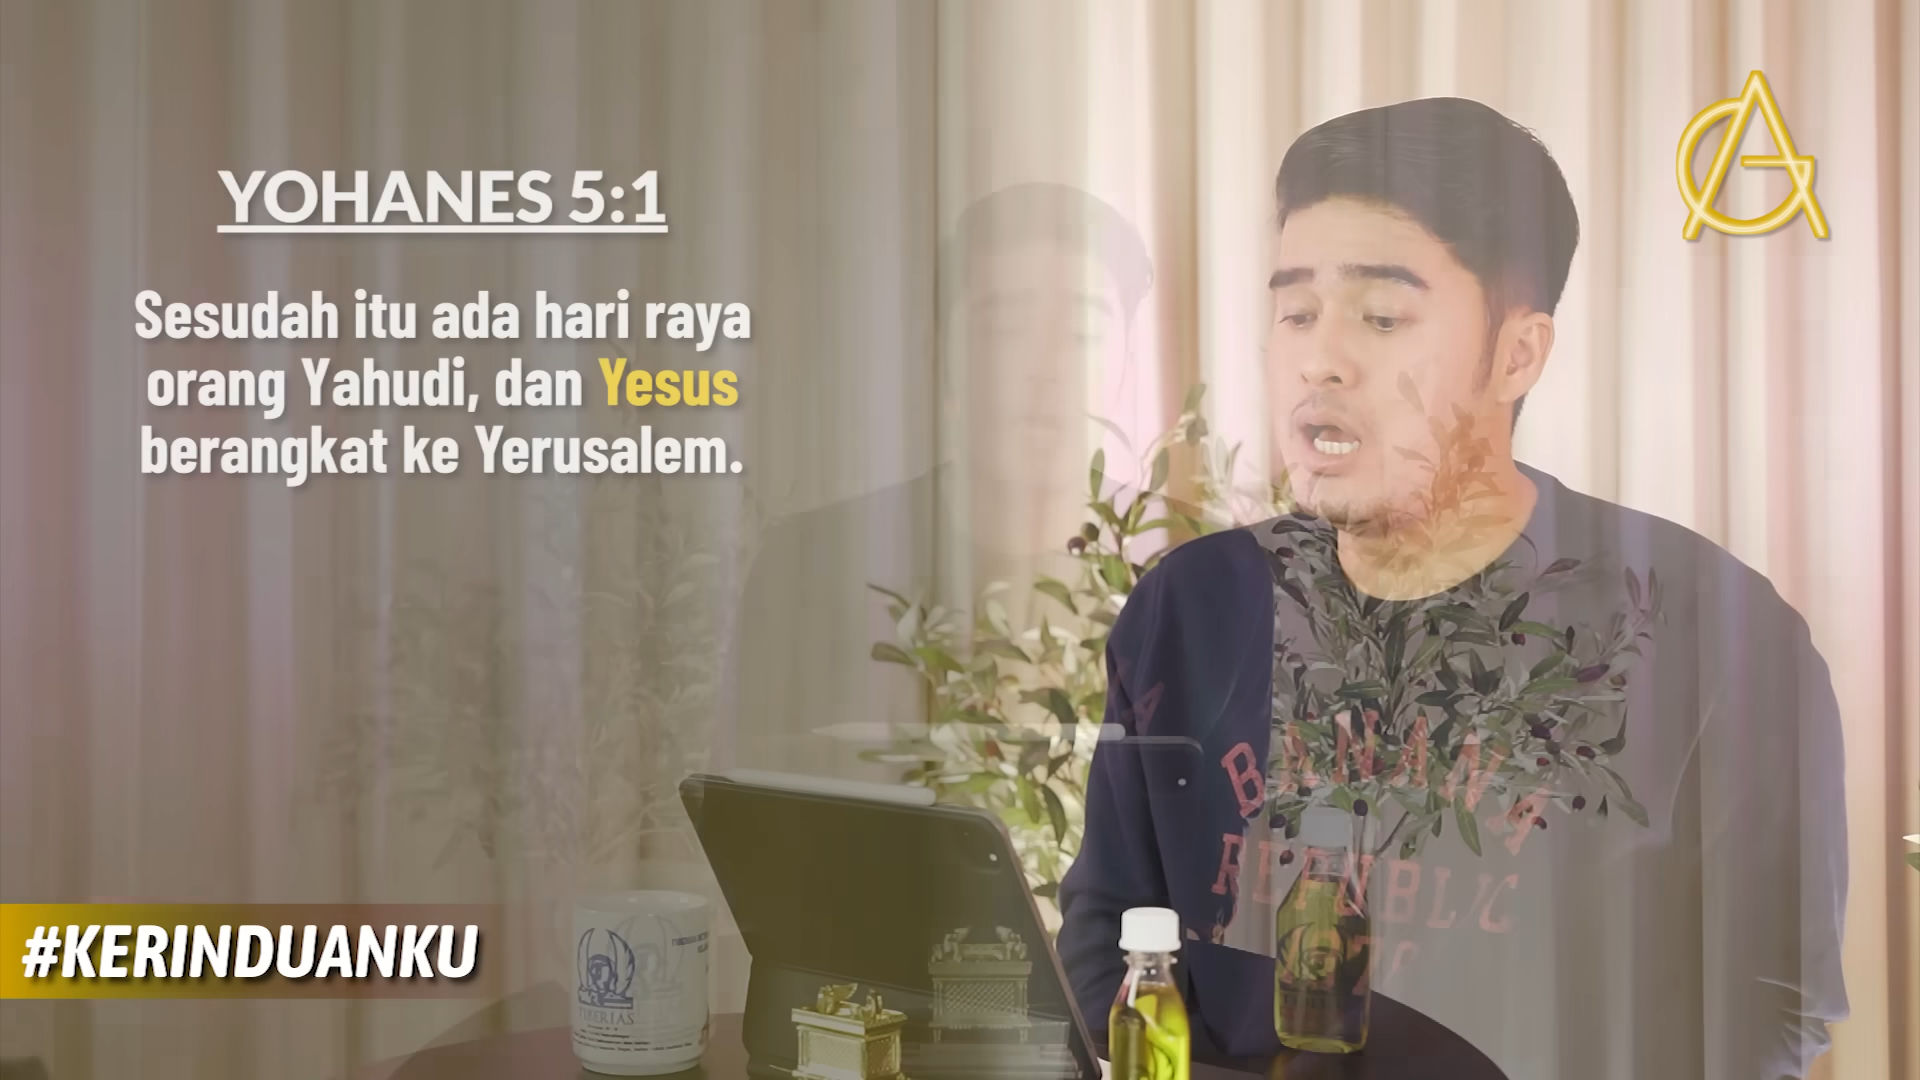 YOHANES 5:1
Sesudah itu ada hari raya
orang Yahudi, dan Yesus
berangkat ke Yerusalem.
BANANA
REPUBLIC
#KERINDUANKU
TIBERIAS